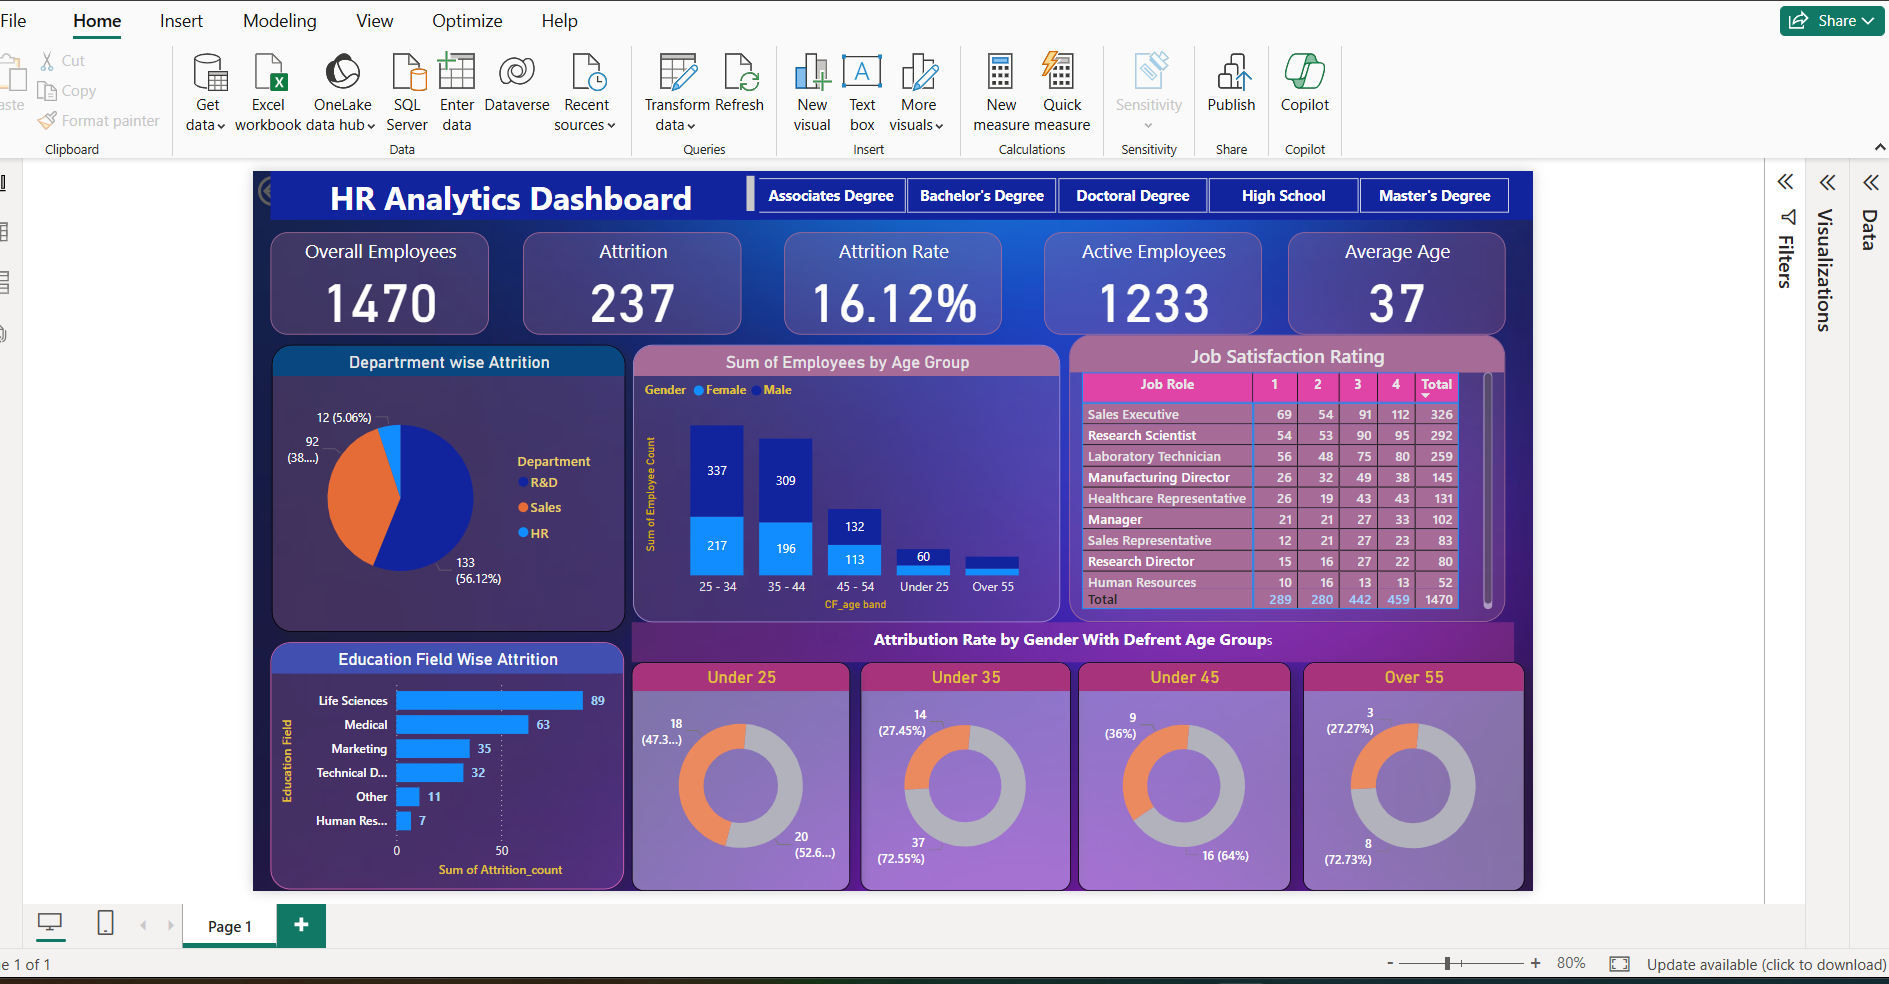 File Home Insert Modeling View Optimize Help Share
Cut
Copy
Format painter
Clipboard
Get data
Excel workbook
OneLake data hub
SQL Server
Enter data
Dataverse
Recent sources
Data
Transform data
Refresh
Queries
New visual
Text box
More visuals
Insert
New measure
Quick measure
Calculations
Sensitivity
Sensitivity
Publish
Share
Copilot
Copilot
HR Analytics Dashboard
Associates Degree
Bachelor's Degree
Doctoral Degree
High School
Master's Degree
Overall Employees
1470
Attrition
237
Attrition Rate
16.12%
Active Employees
1233
Average Age
37
Departrment wise Attrition
12 (5.06%)
92
(38....)
133
(56.12%)
Department
R&D
Sales
HR
Sum of Employees by Age Group
Gender Female Male
Sum of Employee Count
337 309 132 60
217 196 113
25 - 34 35 - 44 45 - 54 Under 25 Over 55
CF_age band
Job Satisfaction Rating
Job Role 1 2 3 4 Total
Sales Executive 69 54 91 112 326
Research Scientist 54 53 90 95 292
Laboratory Technician 56 48 75 80 259
Manufacturing Director 26 32 49 38 145
Healthcare Representative 26 19 43 43 131
Manager 21 21 27 33 102
Sales Representative 12 21 27 23 83
Research Director 15 16 27 22 80
Human Resources 10 16 13 13 52
Total 289 280 442 459 1470
Education Field Wise Attrition
Education Field
Life Sciences 89
Medical 63
Marketing 35
Technical D... 32
Other 11
Human Res... 7
0 50
Sum of Attrition_count
Attribution Rate by Gender With Defrent Age Groups
Under 25
18
(47.3...)
20
(52.6...)
Under 35
14
(27.45%)
37
(72.55%)
Under 45
9
(36%)
16 (64%)
Over 55
3
(27.27%)
8
(72.73%)
Filters
Visualizations
Data
Page 1
1 of 1
- + 80%
Update available (click to download)